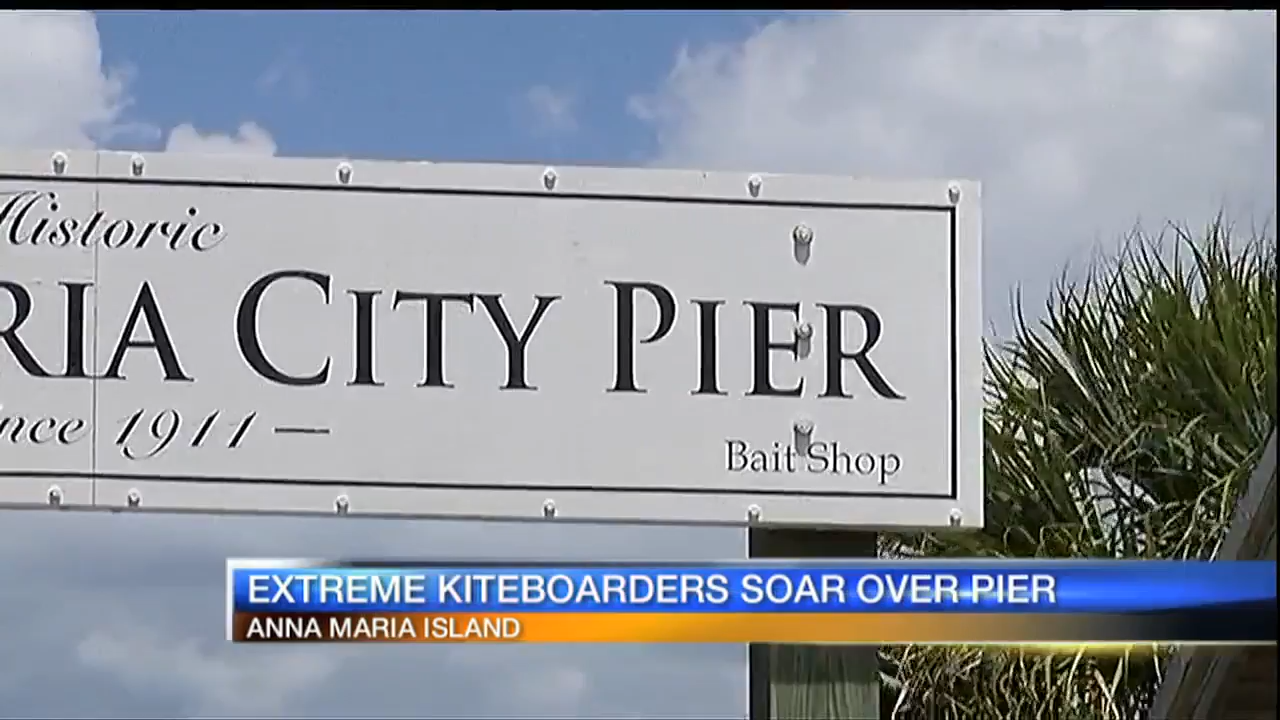 Historic
RIA CITY PIER
nce 1911 —
Bait Shop
EXTREME KITEBOARDERS SOAR OVER PIER
ANNA MARIA ISLAND